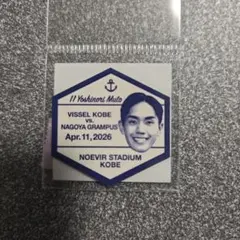 11 Yoshinori Muto
VISSEL KOBE
vs.
NAGOYA GRAMPUS
Apr.11,2026
NOEVIR STADIUM
KOBE